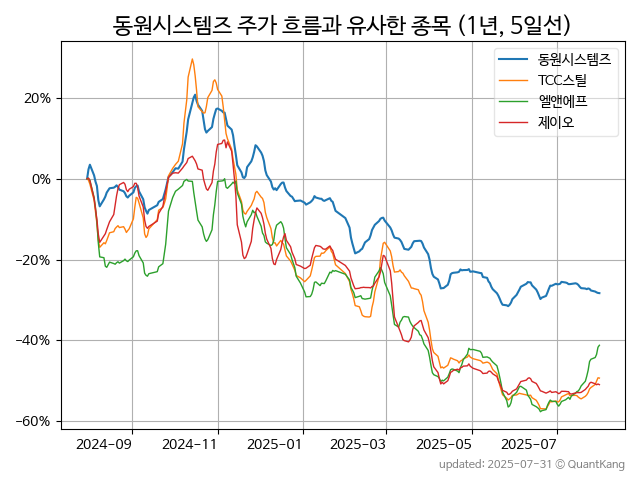 동원시스템즈 주가 흐름과 유사한 종목 (1년, 5일선)
동원시스템즈
TCC스틸
엘앤에프
제이오
20%
0%
−20%
−40%
−60%
2024-09 2024-11 2025-01 2025-03 2025-05 2025-07
updated: 2025-07-31 © QuantKang